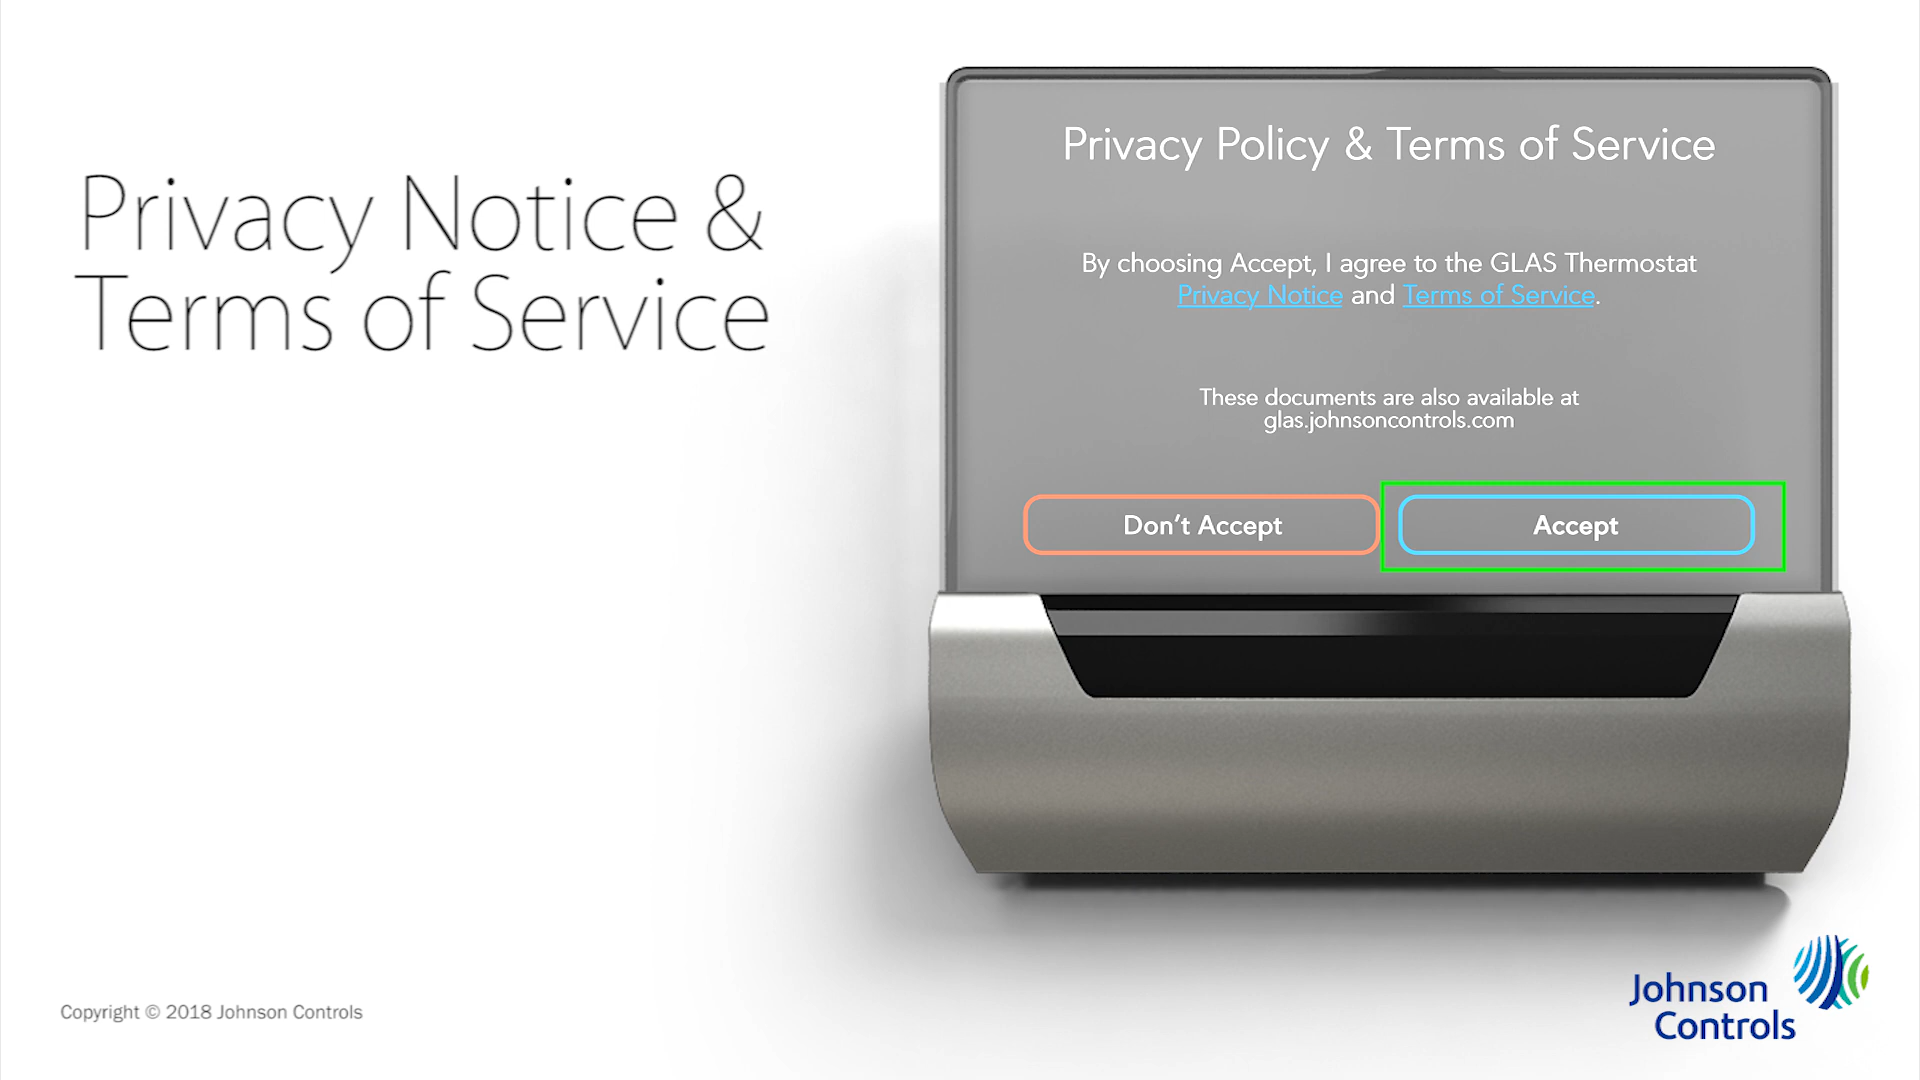 Privacy Notice &
Terms of Service
Privacy Policy & Terms of Service
By choosing Accept, I agree to the GLAS Thermostat
Privacy Notice and Terms of Service.
These documents are also available at
glas.johnsoncontrols.com
Don’t Accept
Accept
Copyright © 2018 Johnson Controls
Johnson
Controls